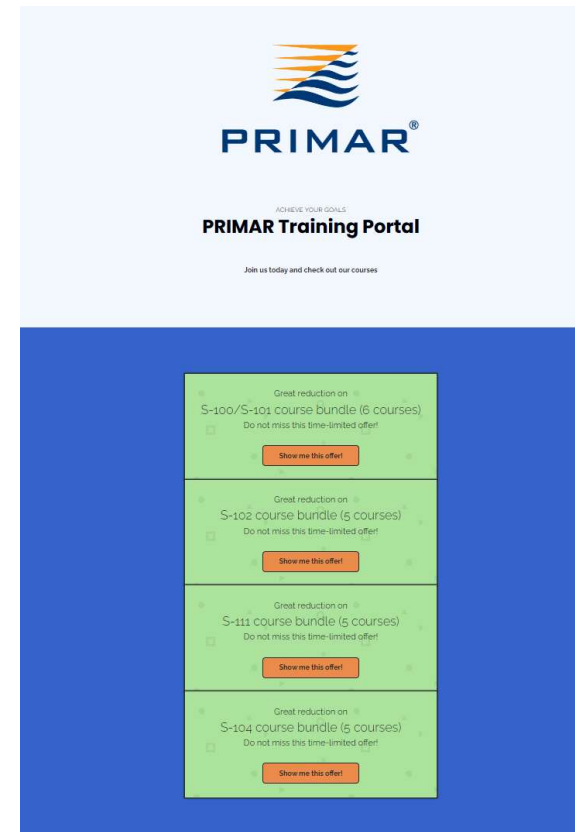 PRIMAR®
ACHIEVE YOUR GOALS
PRIMAR Training Portal
Join us today and check out our courses
Great reduction on
S-100/S-101 course bundle (6 courses)
Do not miss this time-limited offer!
Show me this offer!
Great reduction on
S-102 course bundle (5 courses)
Do not miss this time-limited offer!
Show me this offer!
Great reduction on
S-111 course bundle (5 courses)
Do not miss this time-limited offer!
Show me this offer!
Great reduction on
S-104 course bundle (5 courses)
Do not miss this time-limited offer!
Show me this offer!